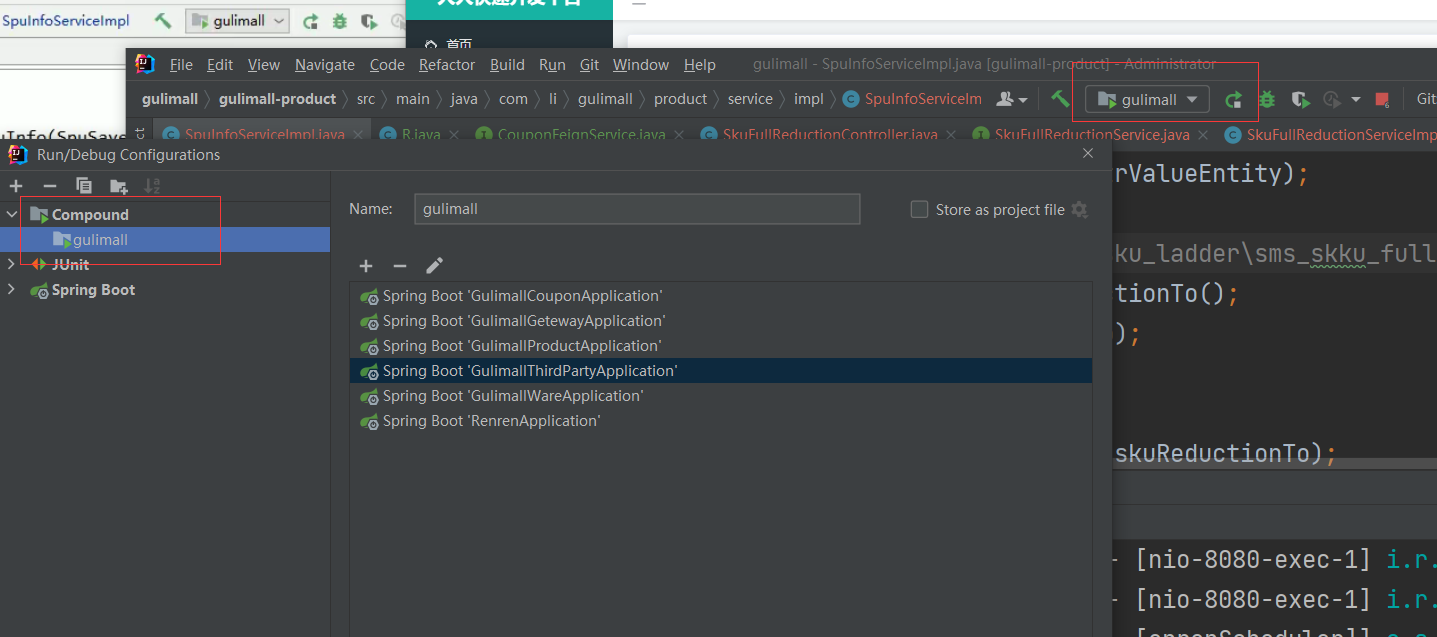 SpuInfoServiceImpl
gulimall
首页
File Edit View Navigate Code Refactor Build Run Git Window Help gulimall - SpuInfoServiceImpl.java [gulimall-product] - Administrator
gulimall gulimall-product src main java com li gulimall product service impl SpuInfoServiceIm gulimall Git
uInfo(SpuSave
SpuInfoServiceImpl.java R.java CouponFeignService.java SkuFullReductionController.java SkuFullReductionService.java SkuFullReductionServiceImp
Run/Debug Configurations
rValueEntity);
Compound
gulimall
JUnit
Spring Boot
Name: gulimall Store as project file
Spring Boot 'GulimallCouponApplication'
Spring Boot 'GulimallGetewayApplication'
Spring Boot 'GulimallProductApplication'
Spring Boot 'GulimallThirdPartyApplication'
Spring Boot 'GulimallWareApplication'
Spring Boot 'RenrenApplication'
ku_ladder\sms_skku_full
tionTo();
);
skuReductionTo);
- [nio-8080-exec-1] i.r.
- [nio-8080-exec-1] i.r.